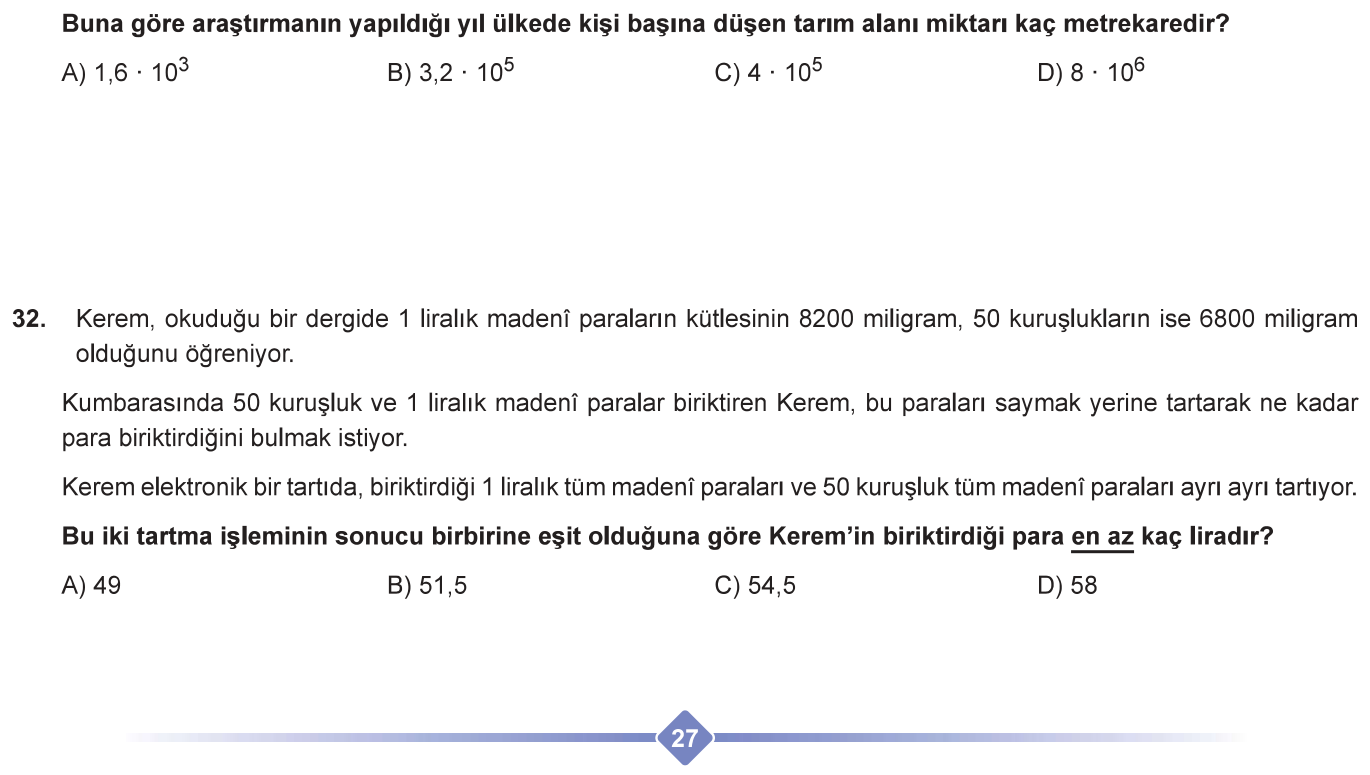 Buna göre araştırmanın yapıldığı yıl ülkede kişi başına düşen tarım alanı miktarı kaç metrekaredir?
A) 1,6 · 10³ B) 3,2 · 10⁵ C) 4 · 10⁵ D) 8 · 10⁶
32. Kerem, okuduğu bir dergide 1 liralık madenî paraların kütlesinin 8200 miligram, 50 kuruşlukların ise 6800 miligram
olduğunu öğreniyor.
Kumbarasında 50 kuruşluk ve 1 liralık madenî paralar biriktiren Kerem, bu paraları saymak yerine tartarak ne kadar
para biriktirdiğini bulmak istiyor.
Kerem elektronik bir tartıda, biriktirdiği 1 liralık tüm madenî paraları ve 50 kuruşluk tüm madenî paraları ayrı ayrı tartıyor.
Bu iki tartma işleminin sonucu birbirine eşit olduğuna göre Kerem’in biriktirdiği para en az kaç liradır?
A) 49 B) 51,5 C) 54,5 D) 58
27